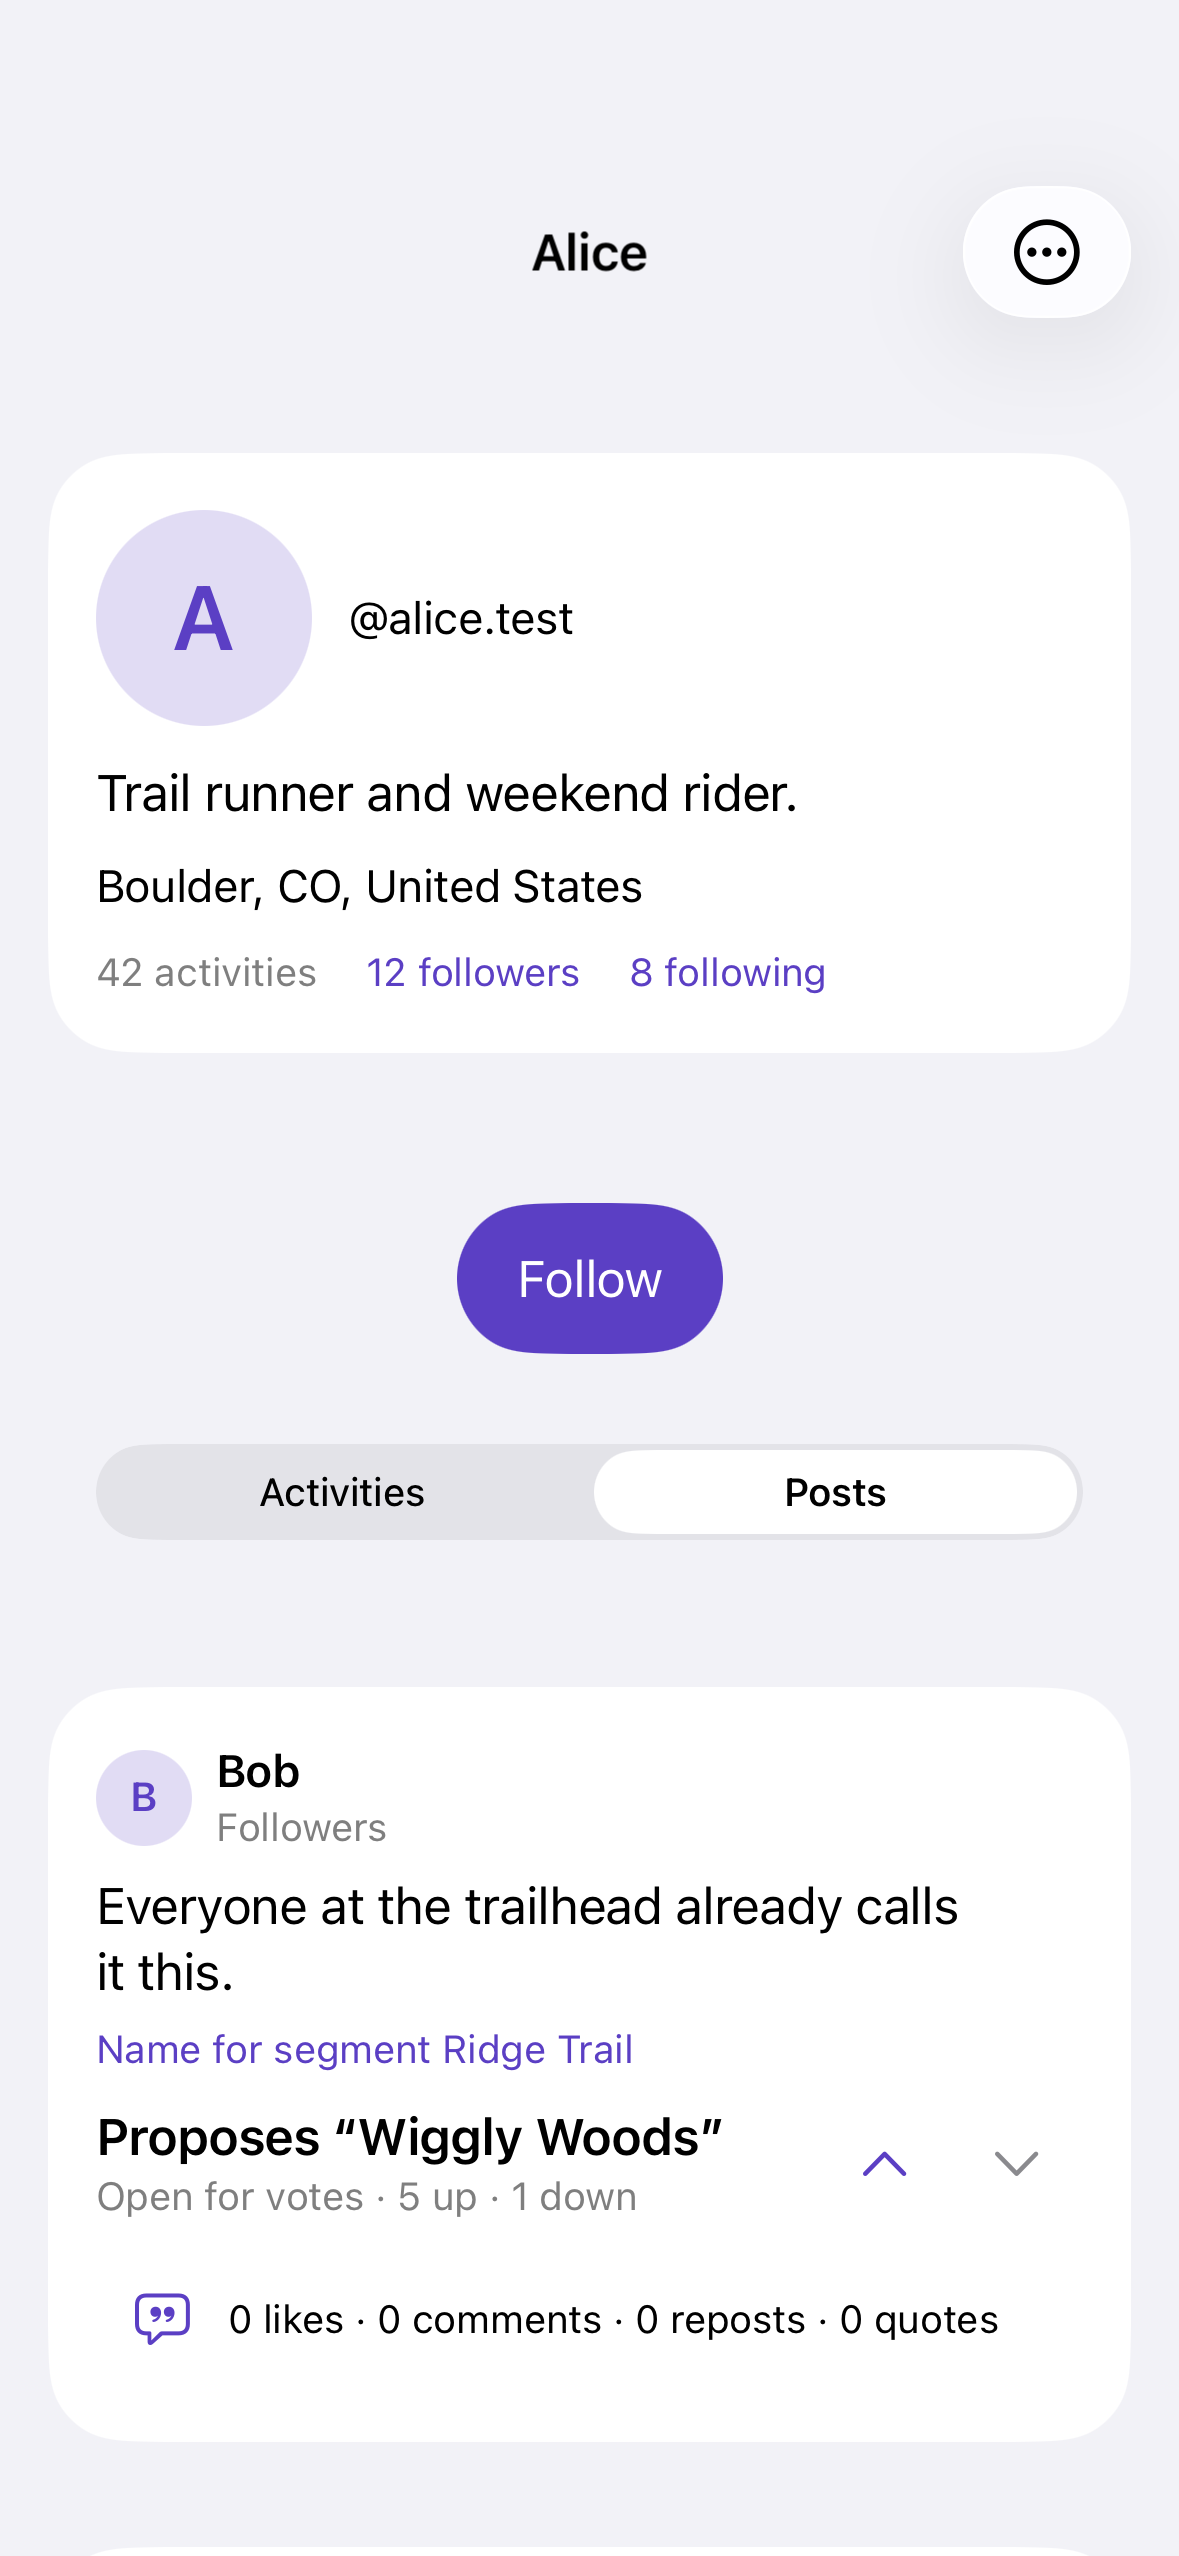 Alice
A
@alice.test
Trail runner and weekend rider.
Boulder, CO, United States
42 activities 12 followers 8 following
Follow
Activities Posts
B
Bob
Followers
Everyone at the trailhead already calls
it this.
Name for segment Ridge Trail
Proposes “Wiggly Woods”
Open for votes · 5 up · 1 down
0 likes · 0 comments · 0 reposts · 0 quotes